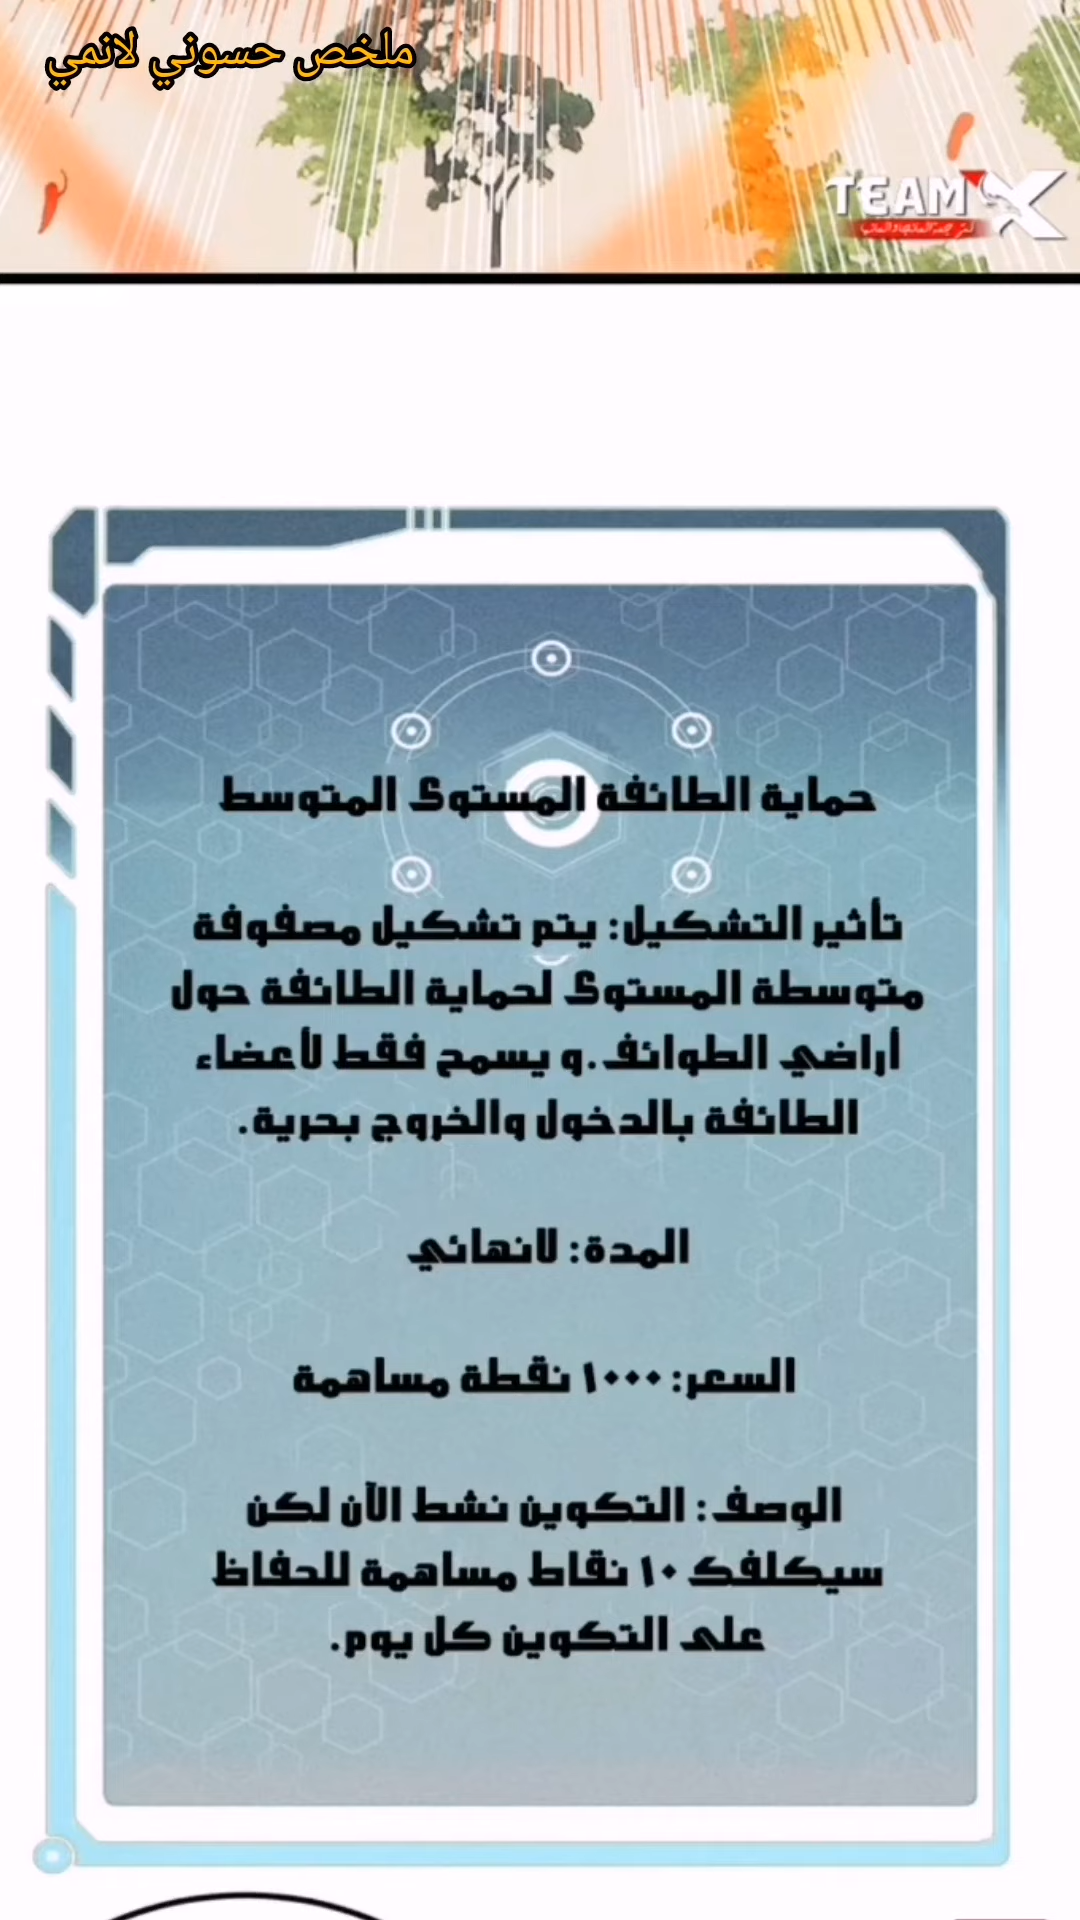 ملخص حسوني لانمي
TEAM X
حماية الطائفة المستوى المتوسط
تأثير التشكيل: يتم تشكيل مصفوفة
متوسطة المستوى لحماية الطائفة حول
أراضي الطوائف.و يسمح فقط لأعضاء
الطائفة بالدخول والخروج بحرية.
المدة: لانهائي
السعر: ١٠٠٠ نقطة مساهمة
الوصف: التكوين نشط الآن لكن
سيكلفك ١٠ نقاط مساهمة للحفاظ
على التكوين كل يوم.